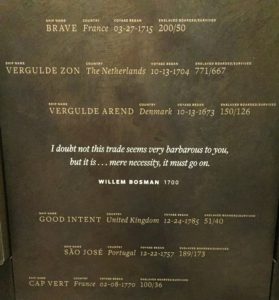 SHIP NAME COUNTRY VOYAGE BEGAN ENSLAVED BOARDED/SURVIVED
BRAVE France 03-27-1715 200/50
SHIP NAME COUNTRY VOYAGE BEGAN ENSLAVED BOARDED/SURVIVED
VERGULDE ZON The Netherlands 10-13-1704 771/667
SHIP NAME COUNTRY VOYAGE BEGAN ENSLAVED BOARDED/SURVIVED
VERGULDE AREND Denmark 10-13-1673 150/126
I doubt not this trade seems very barbarous to you,
but it is . . . mere necessity, it must go on.
WILLEM BOSMAN 1700
SHIP NAME COUNTRY VOYAGE BEGAN ENSLAVED BOARDED/SURVIVED
GOOD INTENT United Kingdom 12-24-1785 51/40
SHIP NAME COUNTRY VOYAGE BEGAN ENSLAVED BOARDED/SURVIVED
SÃO JOSÉ Portugal 12-22-1757 189/173
SHIP NAME COUNTRY VOYAGE BEGAN ENSLAVED BOARDED/SURVIVED
CAP VERT France 02-08-1770 100/36